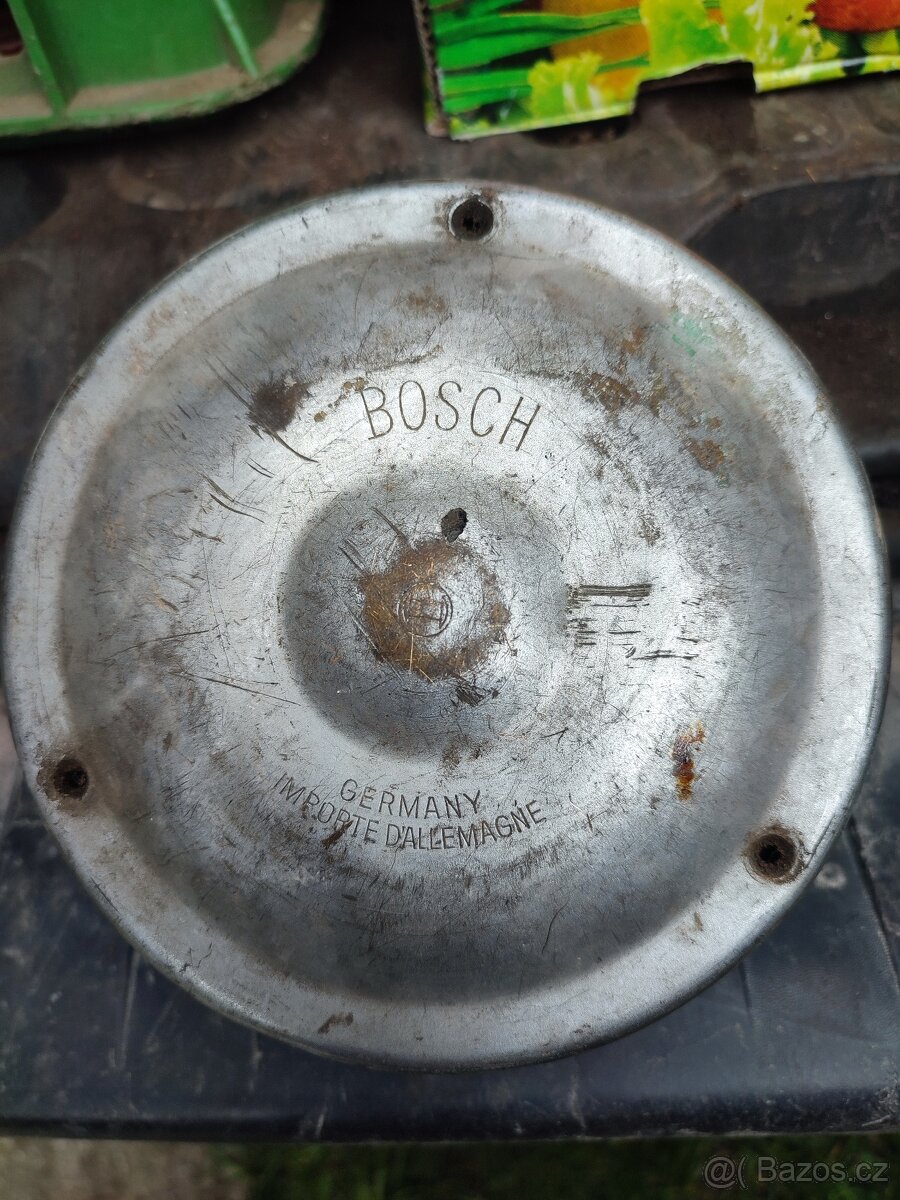 BOSCH
GERMANY
IMPORTE D'ALLEMAGNE
@( Bazos.cz